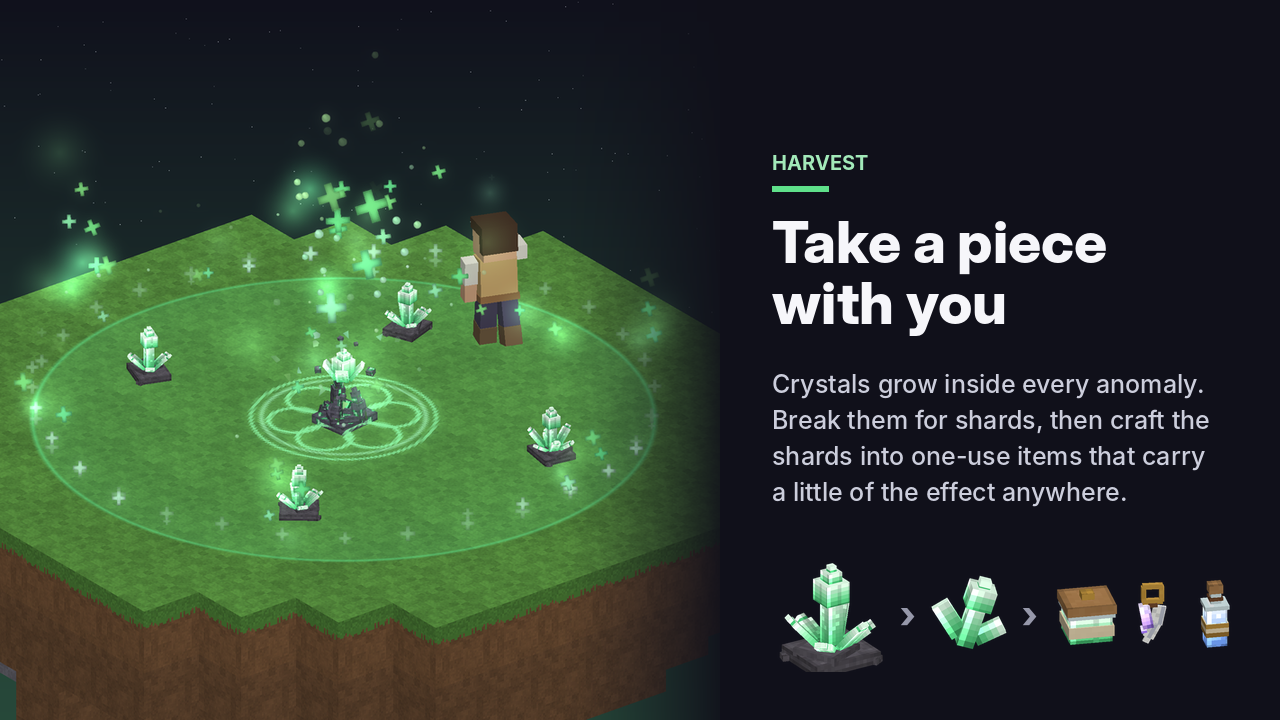 HARVEST
Take a piece
with you
Crystals grow inside every anomaly.
Break them for shards, then craft the
shards into one-use items that carry
a little of the effect anywhere.